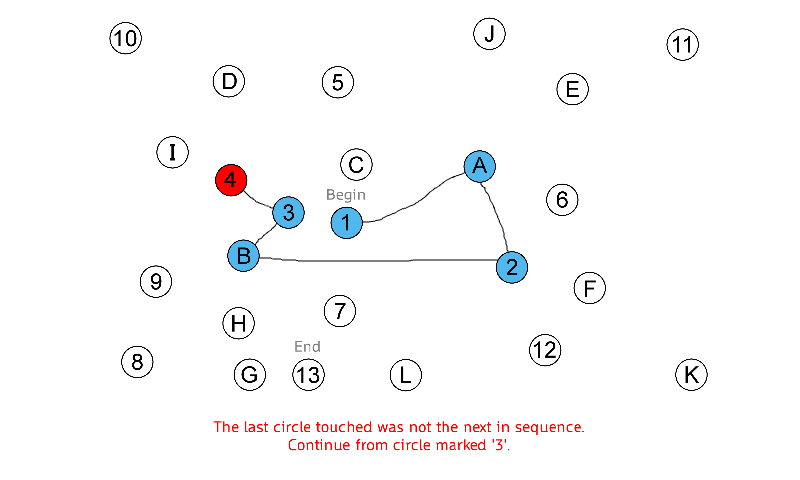 10
J
11
D
5
E
I
C
A
4
Begin
6
3
1
B
2
9
F
7
H
End
12
8
G
13
L
K
The last circle touched was not the next in sequence.
Continue from circle marked '3'.